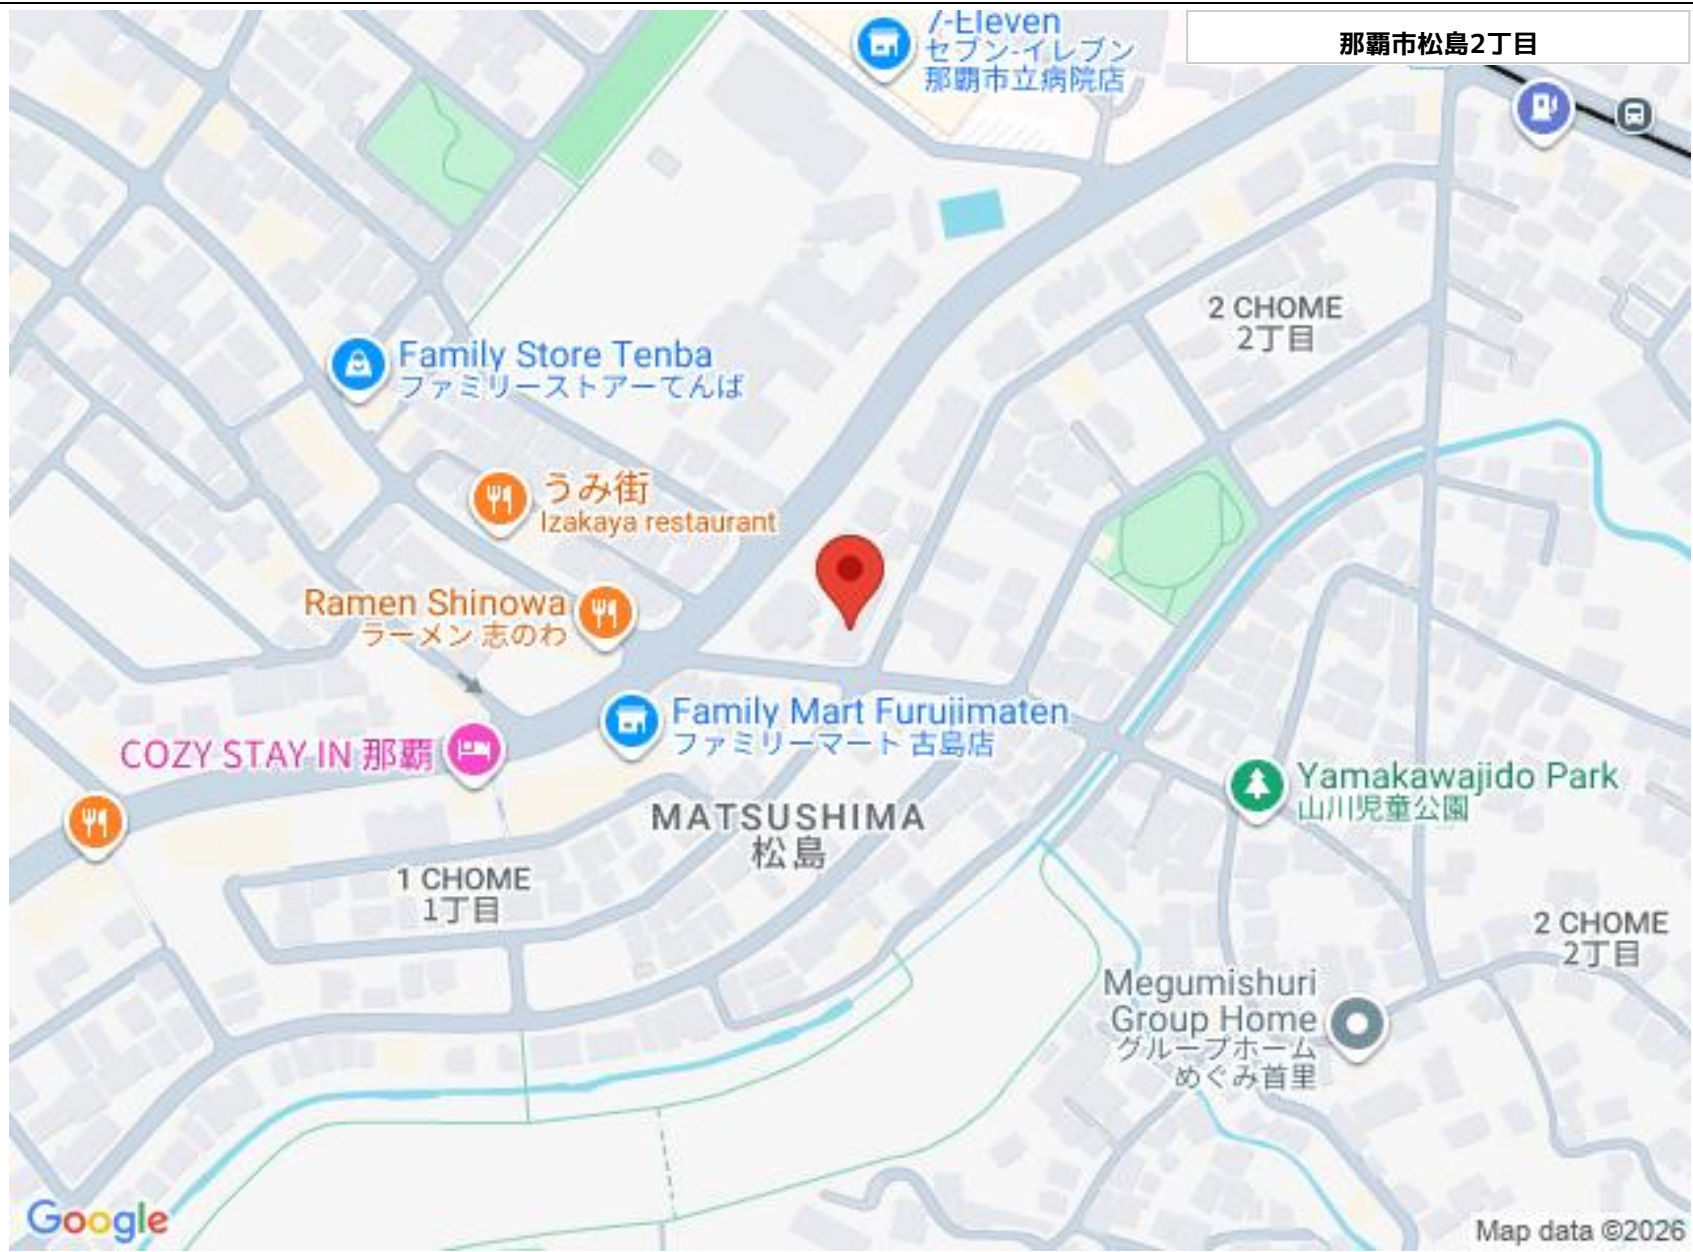 7-Eleven
セブン-イレブン
那覇市立病院店
那覇市松島2丁目
2 CHOME
2丁目
Family Store Tenba
ファミリーストアーてんば
うみ街
Izakaya restaurant
Ramen Shinowa
ラーメン 志のわ
Family Mart Furujimaten
ファミリーマート 古島店
COZY STAY IN 那覇
Yamakawajido Park
山川児童公園
MATSUSHIMA
松島
1 CHOME
1丁目
2 CHOME
2丁目
Megumishuri
Group Home
グループホーム
めぐみ首里
Google
Map data ©2026